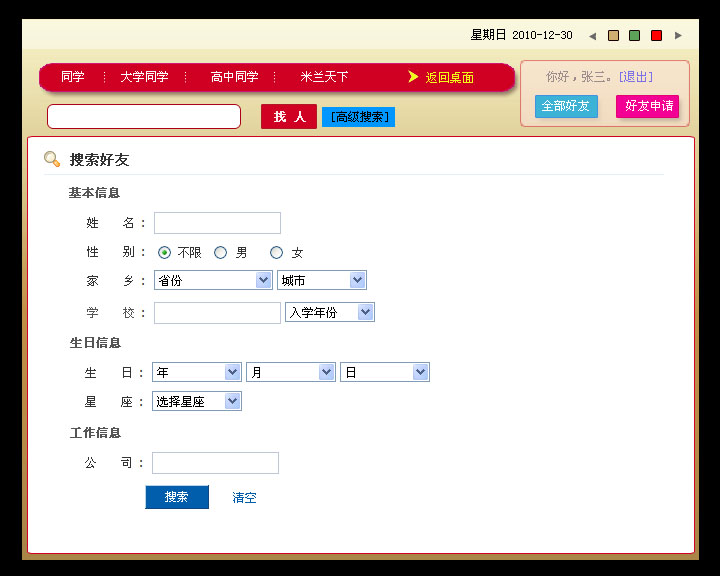 星期日 2010-12-30
同学 大学同学 高中同学 米兰天下 返回桌面
你好，张三。[退出]
全部好友 好友申请
找 人 [高级搜索]
搜索好友
基本信息
姓 名：
性 别： 不限 男 女
家 乡： 省份 城市
学 校： 入学年份
生日信息
生 日： 年 月 日
星 座： 选择星座
工作信息
公 司：
搜索 清空